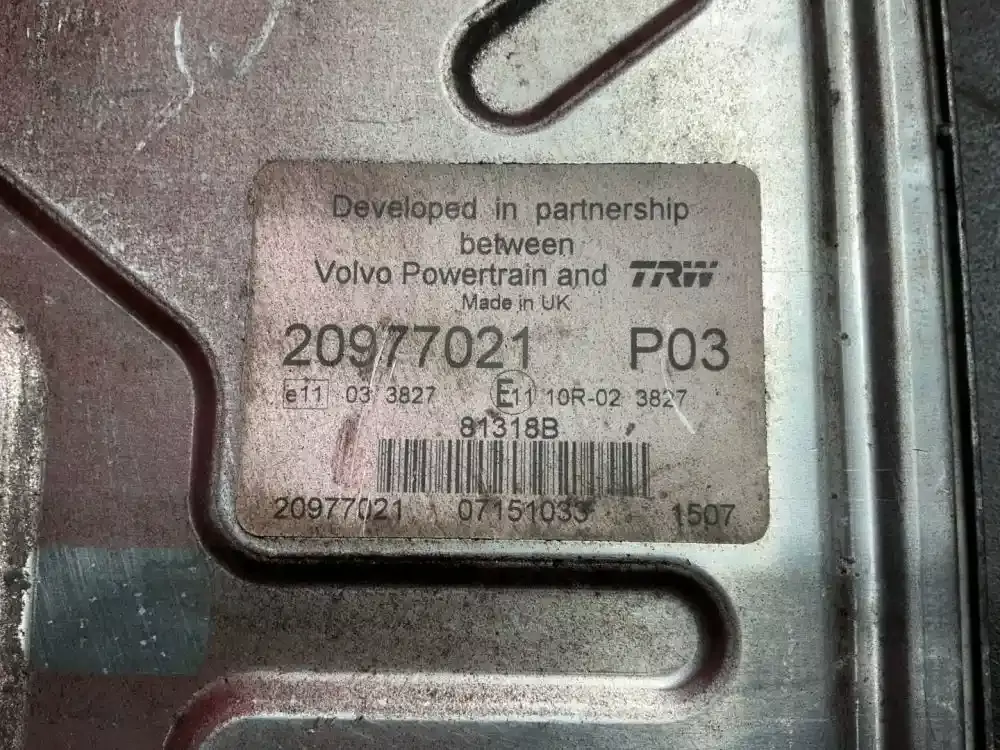 Developed in partnership
between
Volvo Powertrain and TRW
Made in UK
20977021 P03
e11 03 3827 E11 10R-02 3827
81318B
20977021 07151033 1507